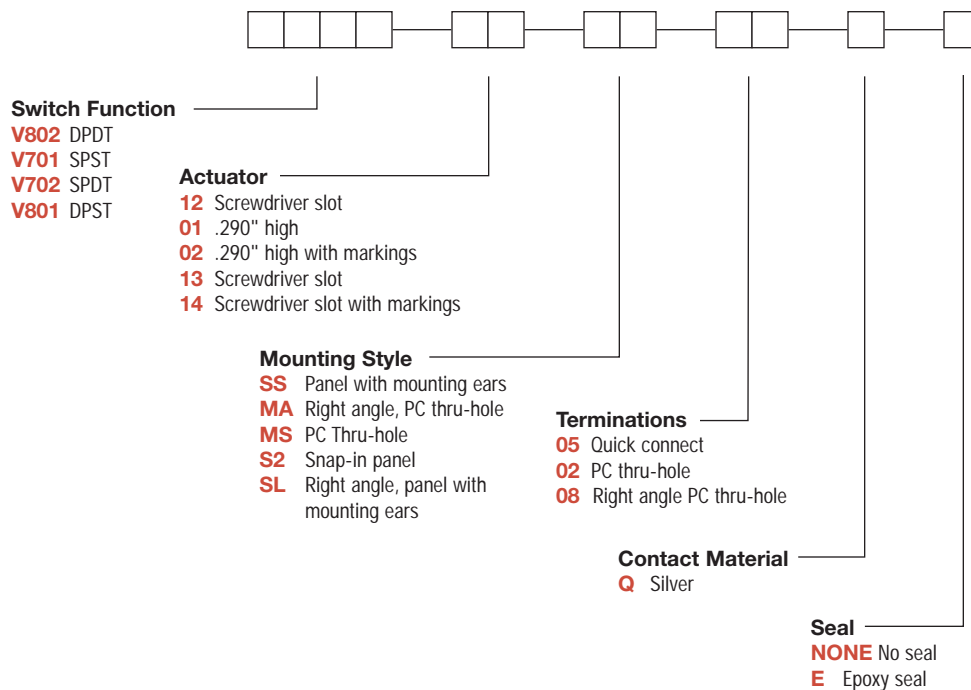 Switch Function
V802 DPDT
V701 SPST
V702 SPDT
V801 DPST
Actuator
12 Screwdriver slot
01 .290" high
02 .290" high with markings
13 Screwdriver slot
14 Screwdriver slot with markings
Mounting Style
SS Panel with mounting ears
MA Right angle, PC thru-hole
MS PC Thru-hole
S2 Snap-in panel
SL Right angle, panel with
mounting ears
Terminations
05 Quick connect
02 PC thru-hole
08 Right angle PC thru-hole
Contact Material
Q Silver
Seal
NONE No seal
E Epoxy seal